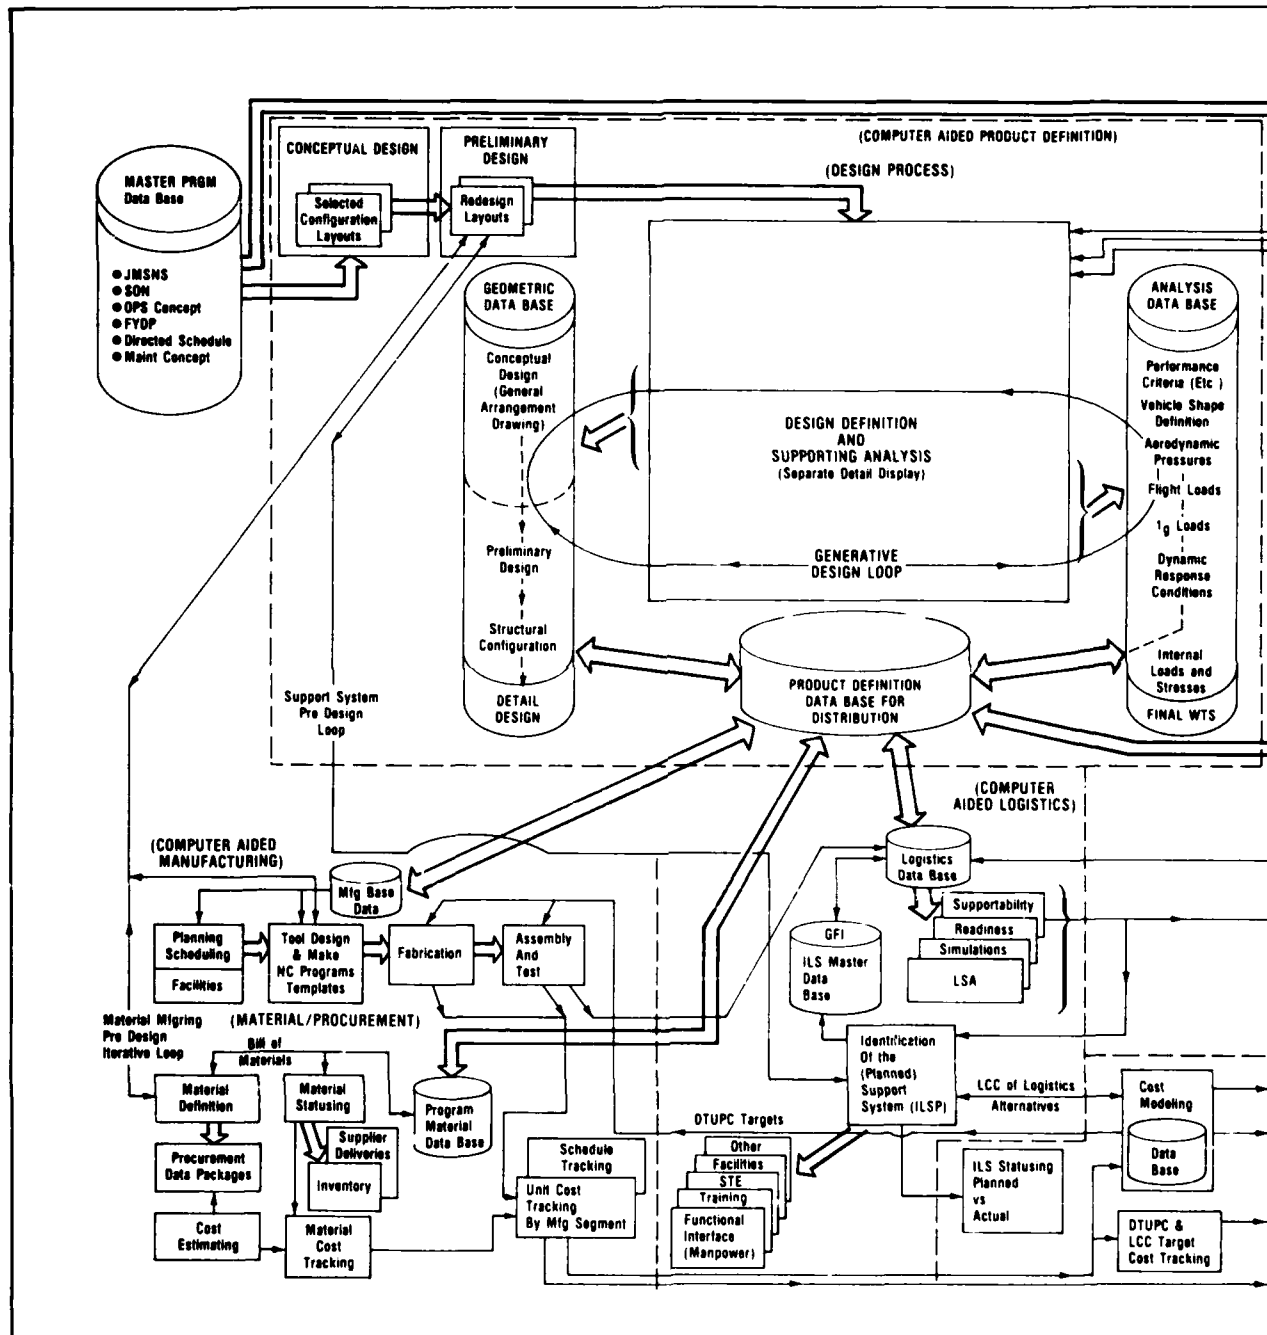 (COMPUTER AIDED PRODUCT DEFINITION)
(DESIGN PROCESS)
MASTER PRGM
Data Base
● JMSNS
● SON
● OPS Concept
● FYDP
● Directed Schedule
● Maint Concept
CONCEPTUAL DESIGN
Selected
Configuration
Layouts
PRELIMINARY
DESIGN
Redesign
Layouts
GEOMETRIC
DATA BASE
Conceptual
Design
(General
Arrangement
Drawing)
Preliminary
Design
Structural
Configuration
DETAIL
DESIGN
DESIGN DEFINITION
AND
SUPPORTING ANALYSIS
(Separate Detail Display)
GENERATIVE
DESIGN LOOP
ANALYSIS
DATA BASE
Performance
Criteria (Etc )
Vehicle Shape
Definition
Aerodynamic
Pressures
Flight Loads
1g Loads
Dynamic
Response
Conditions
Internal
Loads and
Stresses
FINAL WTS
PRODUCT DEFINITION
DATA BASE FOR
DISTRIBUTION
Support System
Pre Design
Loop
(COMPUTER
AIDED LOGISTICS)
(COMPUTER AIDED
MANUFACTURING)
Mfg Base
Data
Planning
Scheduling
Facilities
Tool Design
& Make
NC Programs
Templates
Fabrication
Assembly
And
Test
Logistics
Data Base
Supportability
Readiness
Simulations
LSA
GFI
ILS Master
Data
Base
Material Mfgring
Pre Design
Iterative Loop
(MATERIAL/PROCUREMENT)
Bill of
Materials
Material
Definition
Material
Statusing
Program
Material
Data Base
Procurement
Data Packages
Supplier
Deliveries
Inventory
Cost
Estimating
Material
Cost
Tracking
Schedule
Tracking
Unit Cost
Tracking
By Mfg Segment
Identification
Of the
(Planned)
Support
System (ILSP)
DTUPC Targets
Other
Facilities
STE
Training
Functional
Interface
(Manpower)
LCC of Logistics
Alternatives
Cost
Modeling
Data
Base
ILS Statusing
Planned
vs
Actual
DTUPC &
LCC Target
Cost Tracking